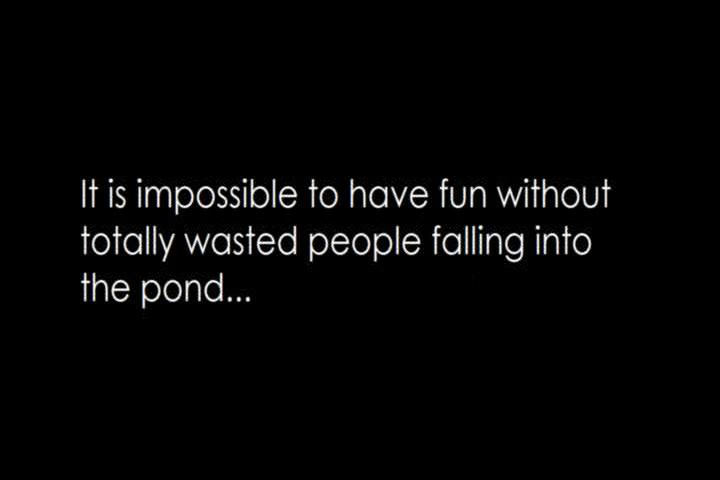 It is impossible to have fun without
totally wasted people falling into
the pond...